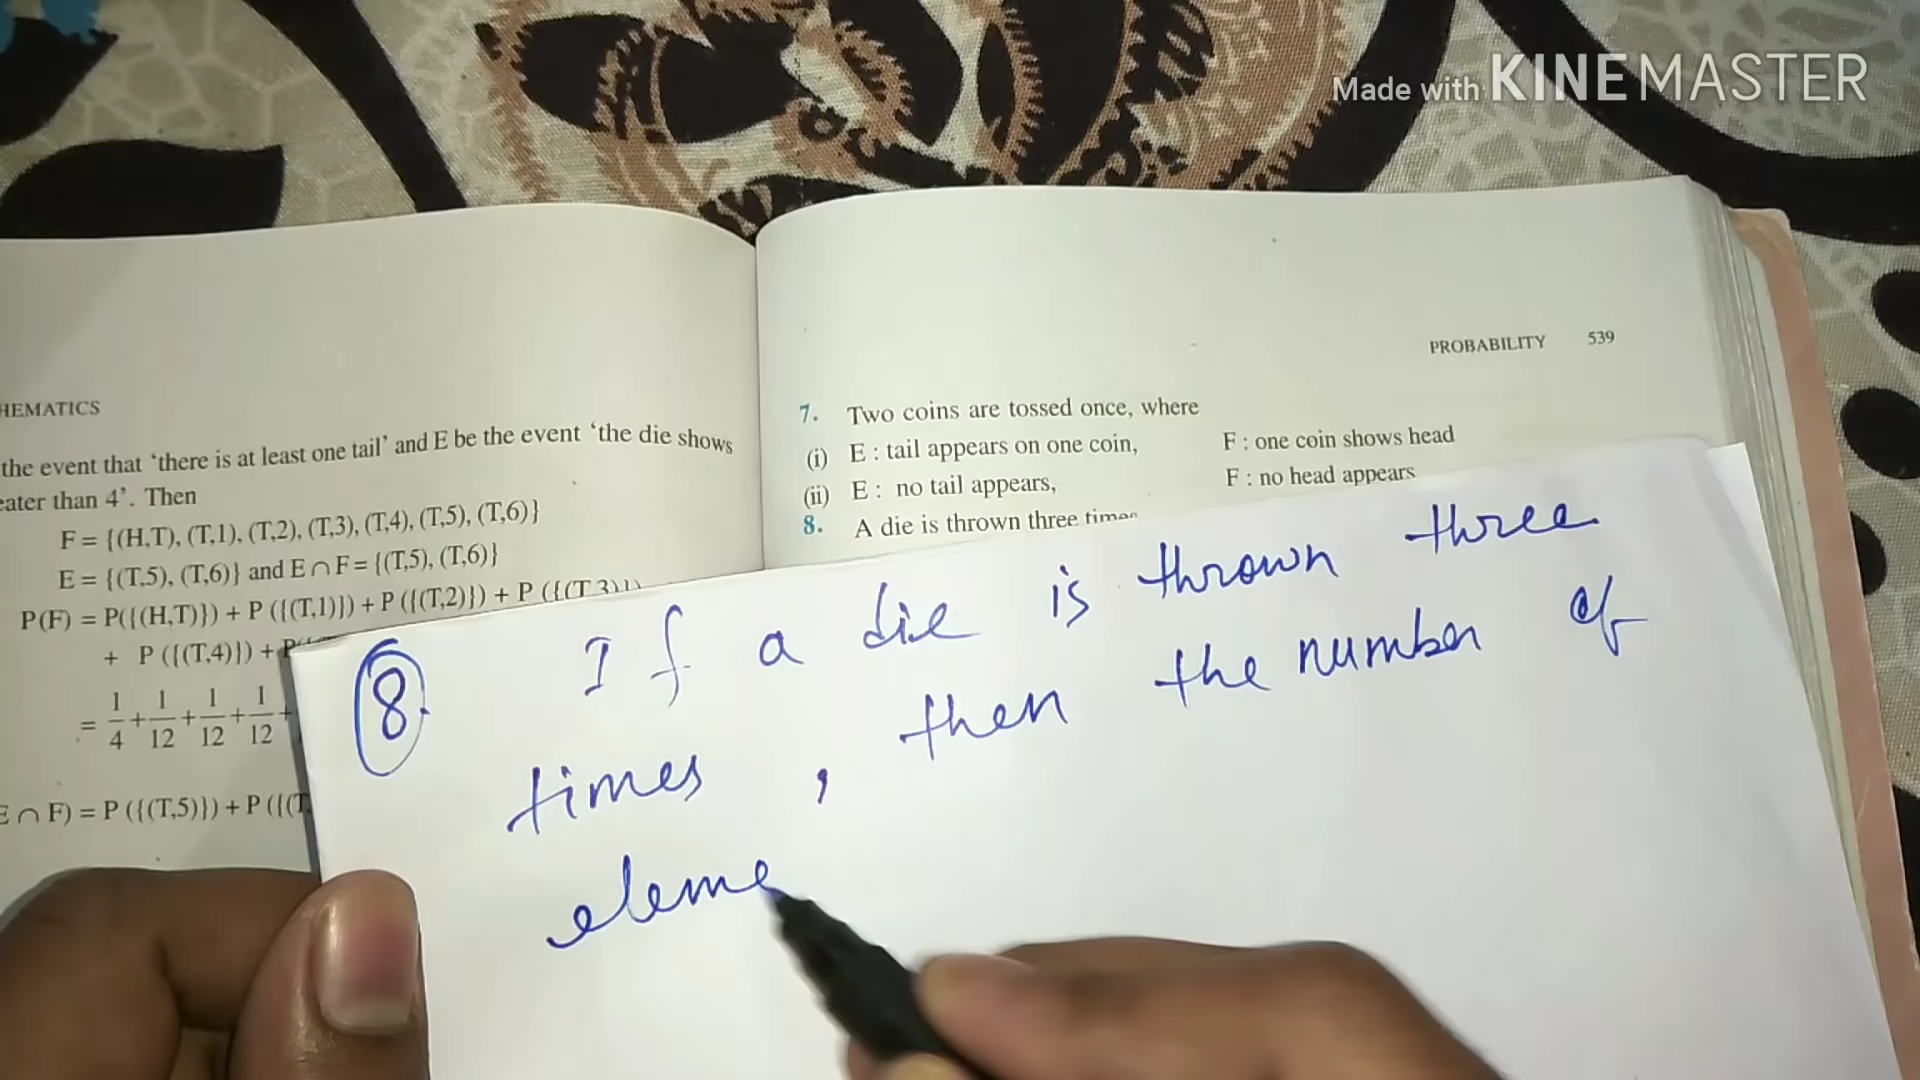 Made with KINEMASTER
HEMATICS
the event that ‘there is at least one tail’ and E be the event ‘the die shows
eater than 4’. Then
F = {(H,T), (T,1), (T,2), (T,3), (T,4), (T,5), (T,6)}
E = {(T,5), (T,6)} and E ∩ F = {(T,5), (T,6)}
P(F) = P({(H,T)}) + P ({(T,1)}) + P ({(T,2)}) + P ({(T,3)})
+ P ({(T,4)}) + P
= 1/4 + 1/12 + 1/12 + 1/12 +
E ∩ F) = P ({(T,5)}) + P ({(T,
PROBABILITY 539
7. Two coins are tossed once, where
(i) E : tail appears on one coin, F : one coin shows head
(ii) E : no tail appears, F : no head appears
8. A die is thrown three times
8. If a die is thrown three
times , then the number of
eleme